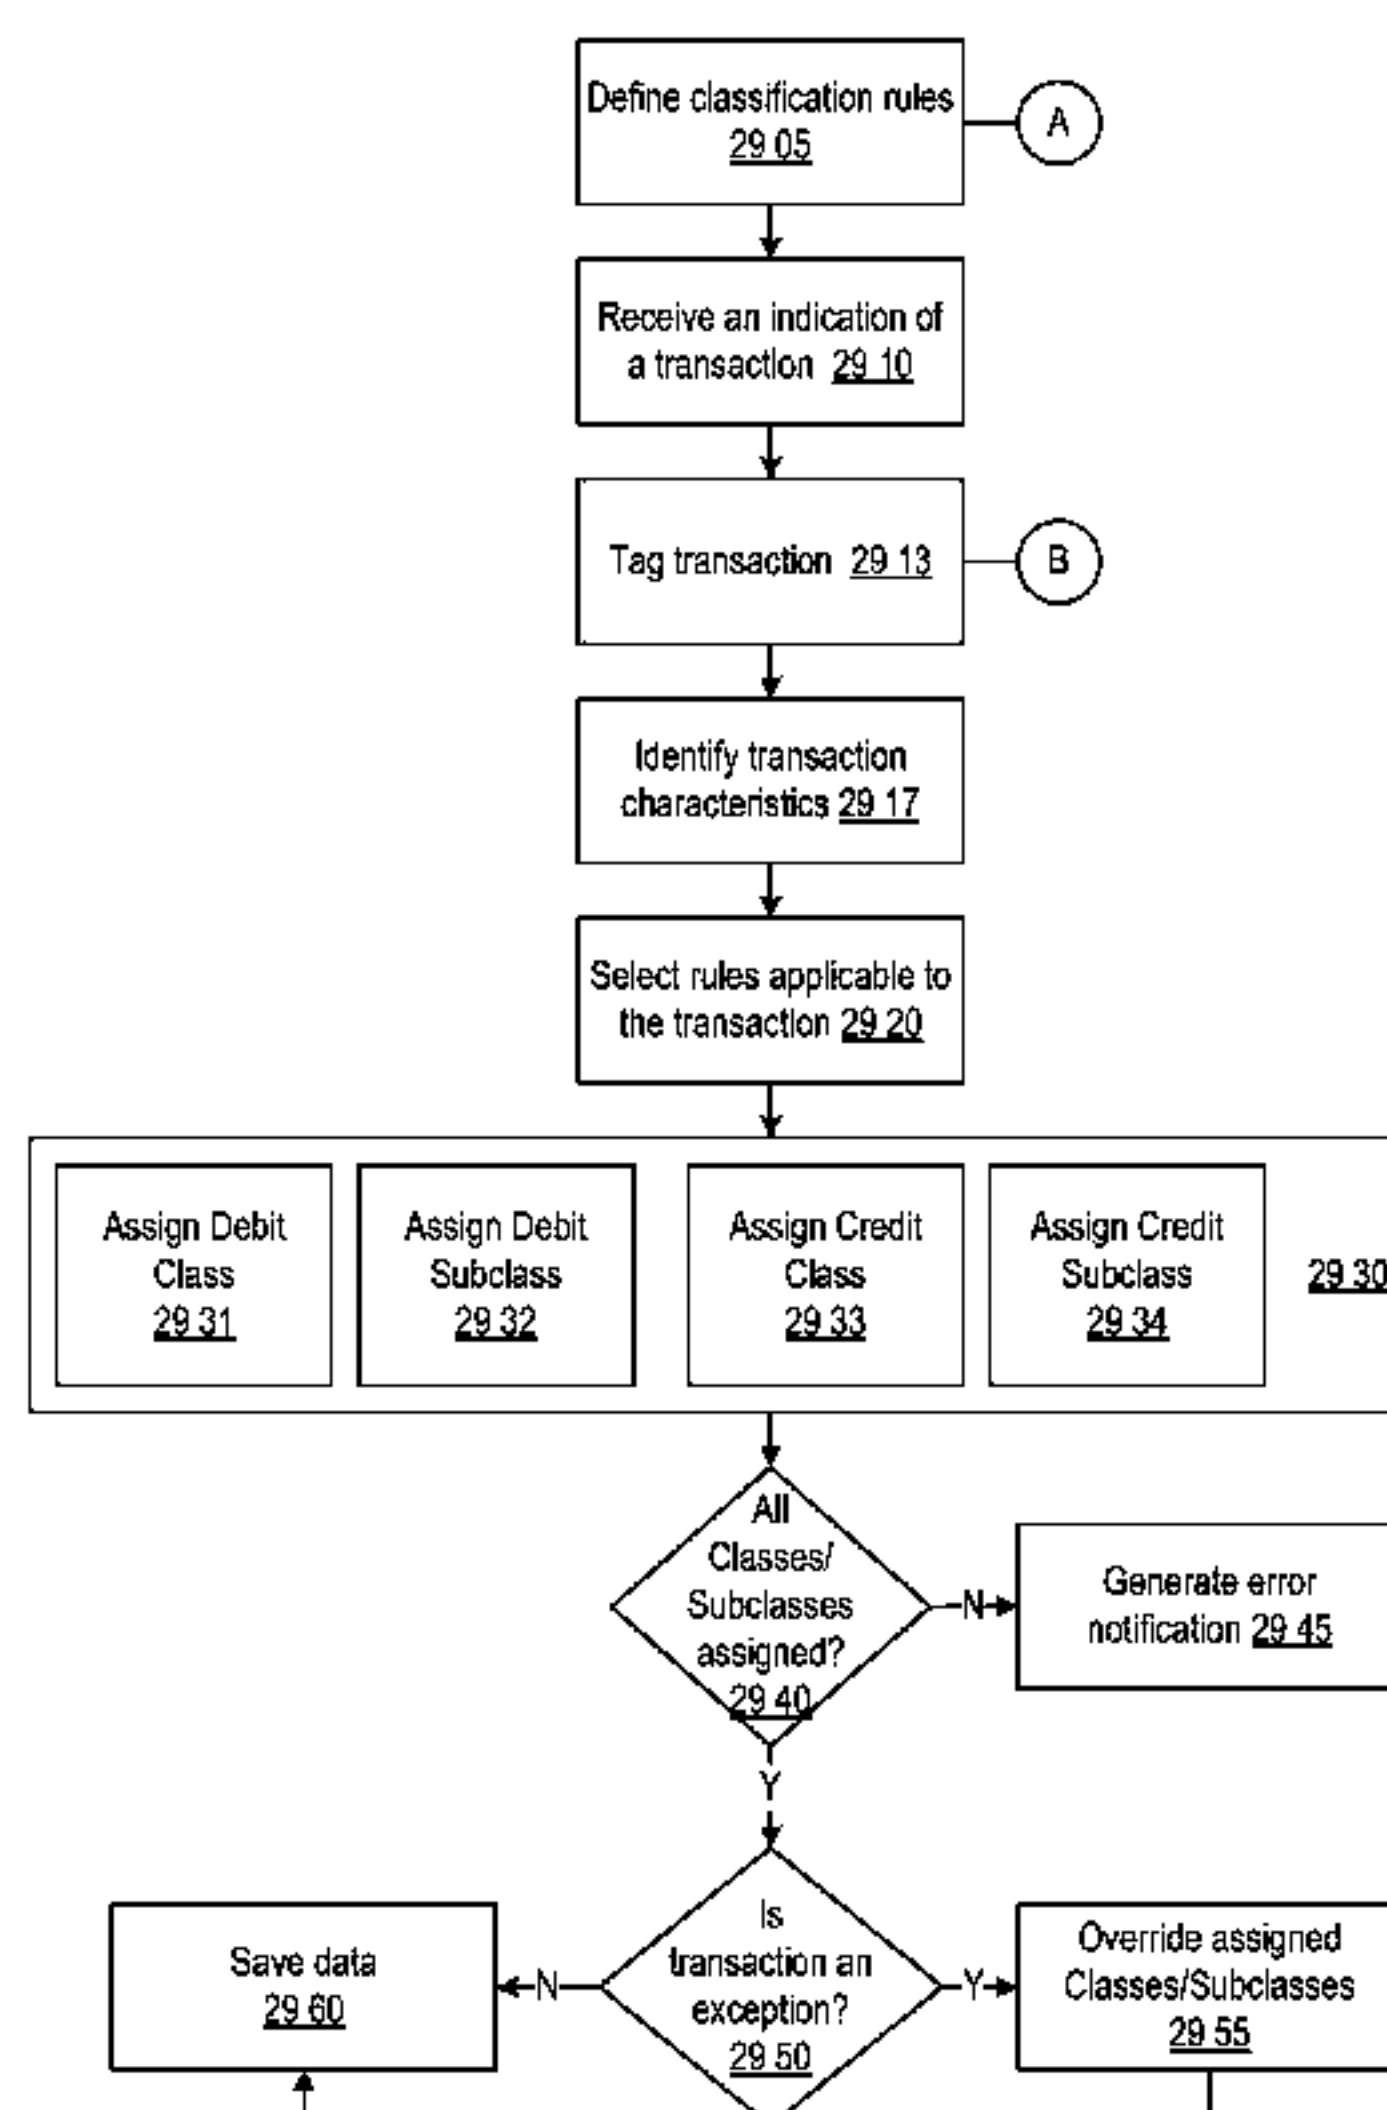 Define classification rules
29 05
A
Receive an indication of
a transaction 29 10
Tag transaction 29 13
B
Identify transaction
characteristics 29 17
Select rules applicable to
the transaction 29 20
Assign Debit
Class
29 31
Assign Debit
Subclass
29 32
Assign Credit
Class
29 33
Assign Credit
Subclass
29 34
29 30
All
Classes/
Subclasses
assigned?
29 40
N
Generate error
notification 29 45
Y
Save data
29 60
N
Is
transaction an
exception?
29 50
Y
Override assigned
Classes/Subclasses
29 55